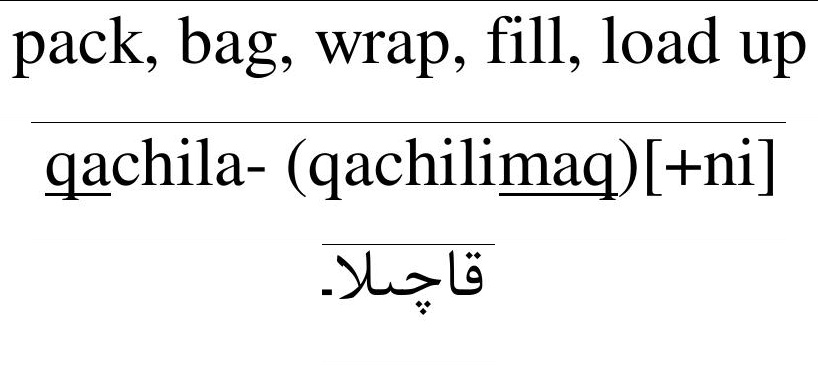 pack, bag, wrap, fill, load up
qachila- (qachilimaq)[+ni]
قاچىلا-